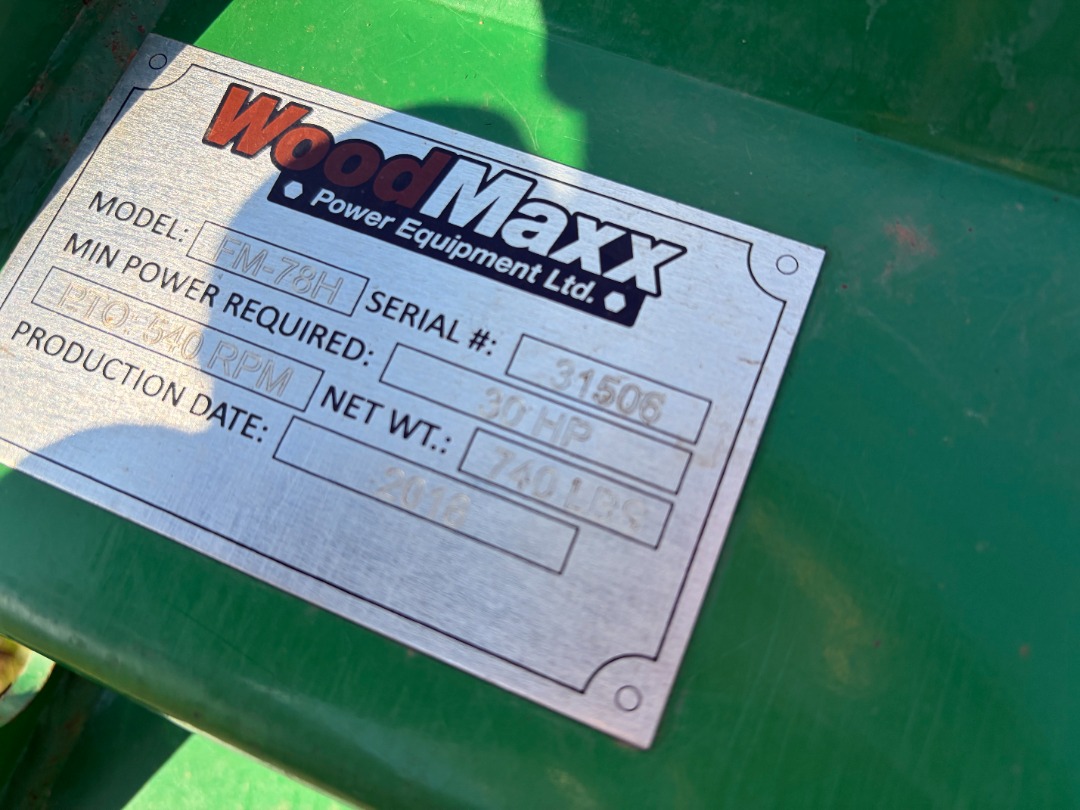 WoodMaxx
Power Equipment Ltd.
MODEL: FM-78H SERIAL #: 31506
MIN POWER REQUIRED: 30 HP
PTO: 540 RPM NET WT.: 740 LBS
PRODUCTION DATE: 2016